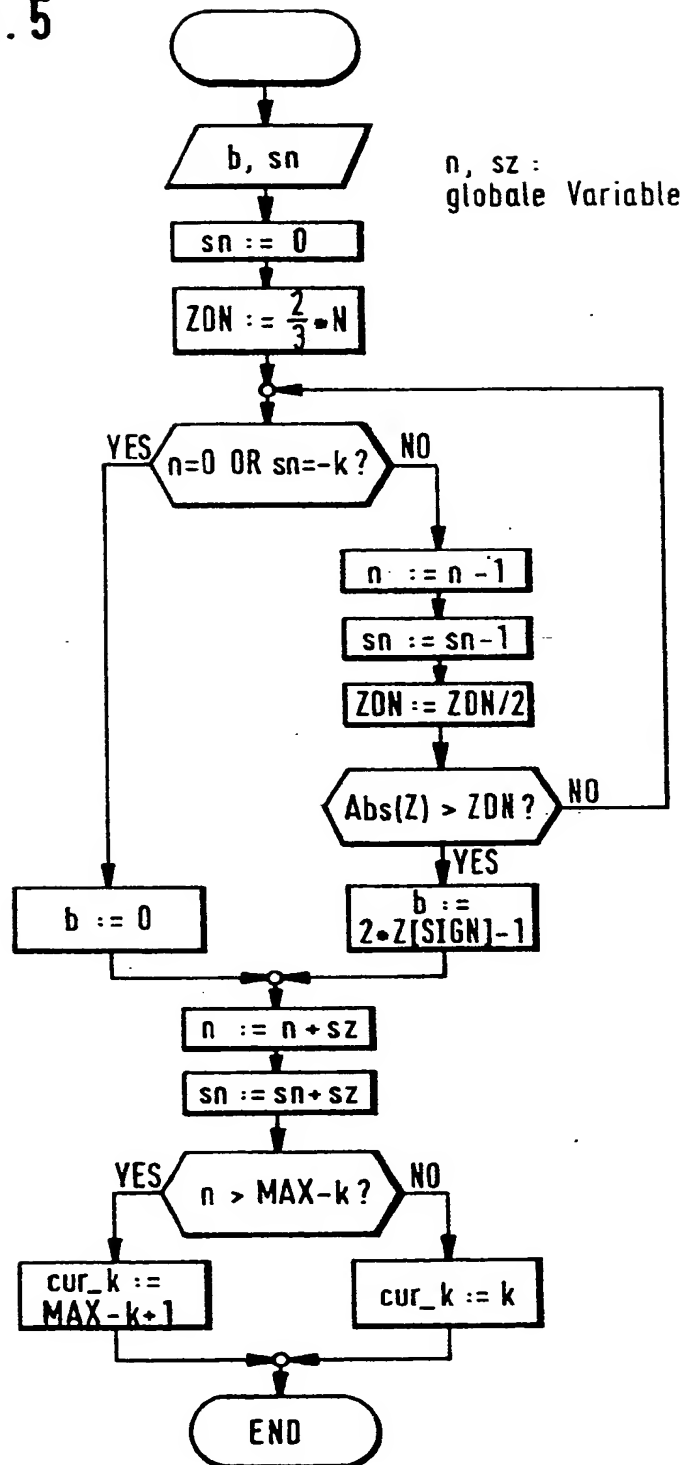 . 5
b, sn
n, sz :
globale Variable
sn := 0
ZDN := 2/3 * N
YES
n=0 OR sn=-k ?
NO
n := n - 1
sn := sn-1
ZDN := ZDN/2
Abs(Z) > ZDN ?
NO
YES
b := 0
b :=
2*Z[SIGN]-1
n := n + sz
sn := sn+sz
YES
n > MAX-k ?
NO
cur_k :=
MAX-k+1
cur_k := k
END